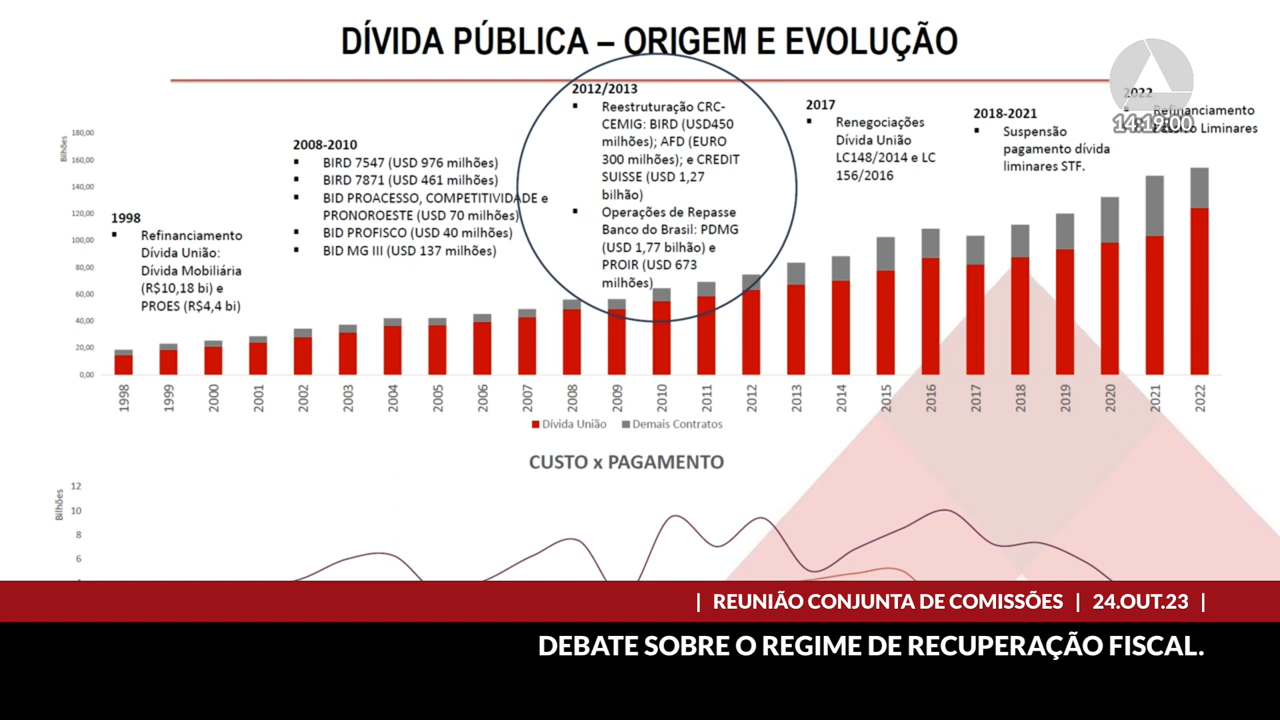 DÍVIDA PÚBLICA – ORIGEM E EVOLUÇÃO
2012/2013
▪ Reestruturação CRC-
CEMIG: BIRD (USD450
milhões); AFD (EURO
300 milhões); e CREDIT
SUISSE (USD 1,27
bilhão)
▪ Operações de Repasse
Banco do Brasil: PDMG
(USD 1,77 bilhão) e
PROIR (USD 673
milhões)
2017
▪ Renegociações
Dívida União
LC148/2014 e LC
156/2016
2018-2021
▪ Suspensão
pagamento dívida
liminares STF.
2022
▪ Refinanciamento
Liminares
14:19:00
2008-2010
▪ BIRD 7547 (USD 976 milhões)
▪ BIRD 7871 (USD 461 milhões)
▪ BID PROACESSO, COMPETITIVIDADE e
PRONOROESTE (USD 70 milhões)
▪ BID PROFISCO (USD 40 milhões)
▪ BID MG III (USD 137 milhões)
1998
▪ Refinanciamento
Dívida União:
Dívida Mobiliária
(R$10,18 bi) e
PROES (R$4,4 bi)
Bilhões
180,00
160,00
140,00
120,00
100,00
80,00
60,00
40,00
20,00
0,00
1998 1999 2000 2001 2002 2003 2004 2005 2006 2007 2008 2009 2010 2011 2012 2013 2014 2015 2016 2017 2018 2019 2020 2021 2022
Dívida União Demais Contratos
CUSTO x PAGAMENTO
Bilhões
12
10
8
6
| REUNIÃO CONJUNTA DE COMISSÕES | 24.OUT.23 |
DEBATE SOBRE O REGIME DE RECUPERAÇÃO FISCAL.